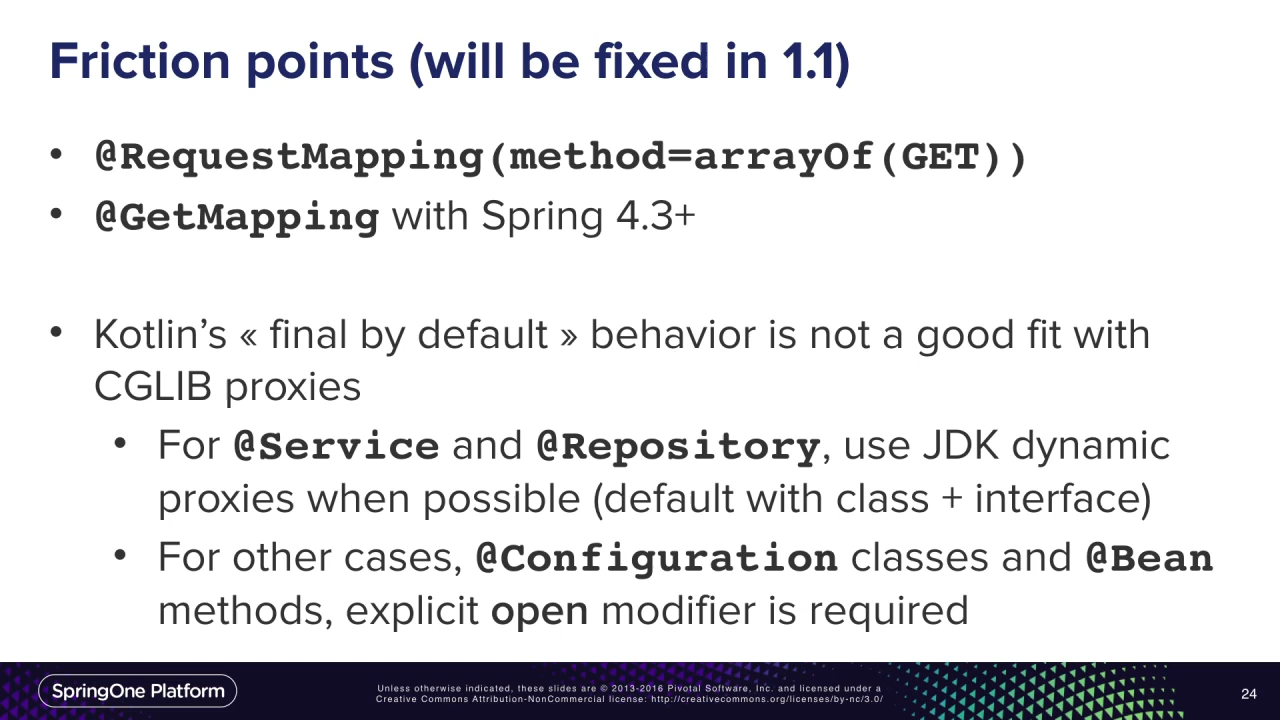 Friction points (will be fixed in 1.1)
• @RequestMapping(method=arrayOf(GET))
• @GetMapping with Spring 4.3+
• Kotlin’s « final by default » behavior is not a good fit with
CGLIB proxies
• For @Service and @Repository, use JDK dynamic
proxies when possible (default with class + interface)
• For other cases, @Configuration classes and @Bean
methods, explicit open modifier is required
SpringOne Platform
Unless otherwise indicated, these slides are © 2013-2016 Pivotal Software, Inc. and licensed under a
Creative Commons Attribution-NonCommercial license: http://creativecommons.org/licenses/by-nc/3.0/
24